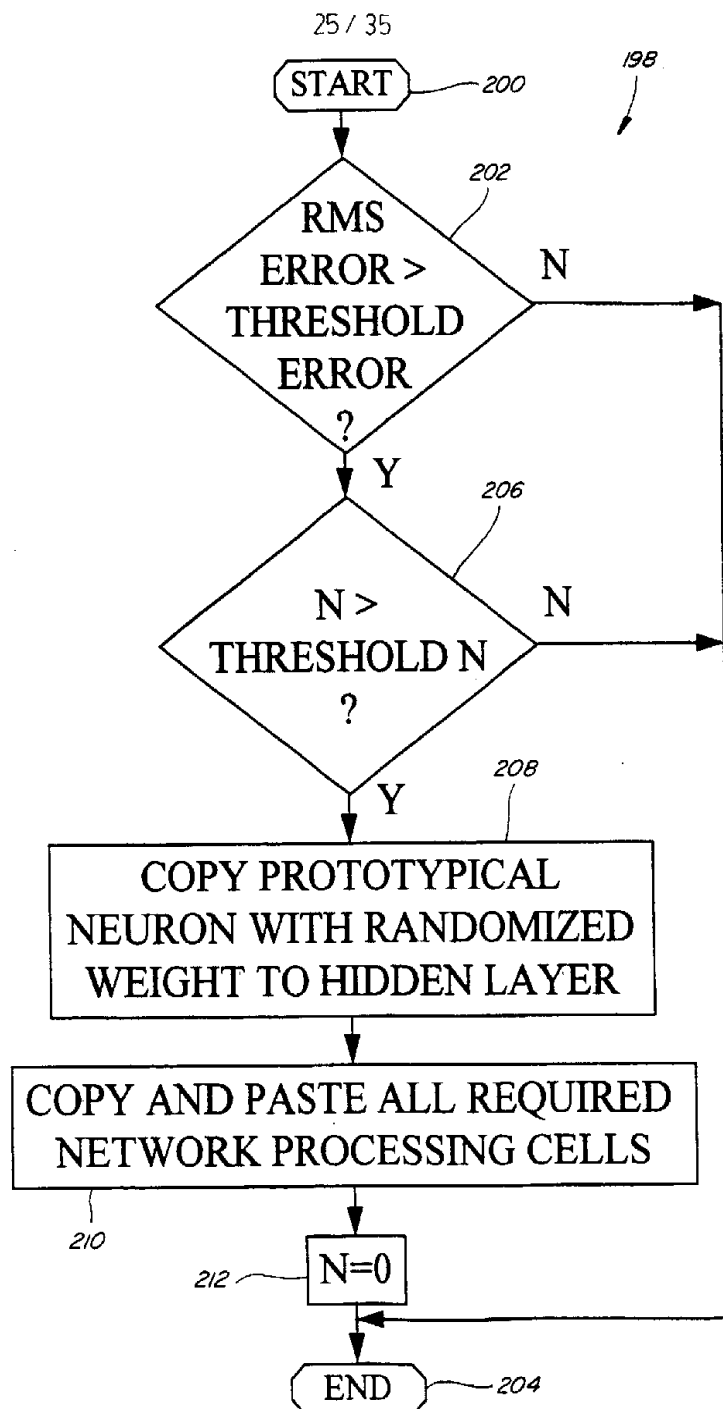 25 / 35
START
200
198
202
RMS
ERROR >
THRESHOLD
ERROR
?
N
Y
206
N >
THRESHOLD N
?
N
Y
208
COPY PROTOTYPICAL
NEURON WITH RANDOMIZED
WEIGHT TO HIDDEN LAYER
COPY AND PASTE ALL REQUIRED
NETWORK PROCESSING CELLS
210
212
N=0
END
204